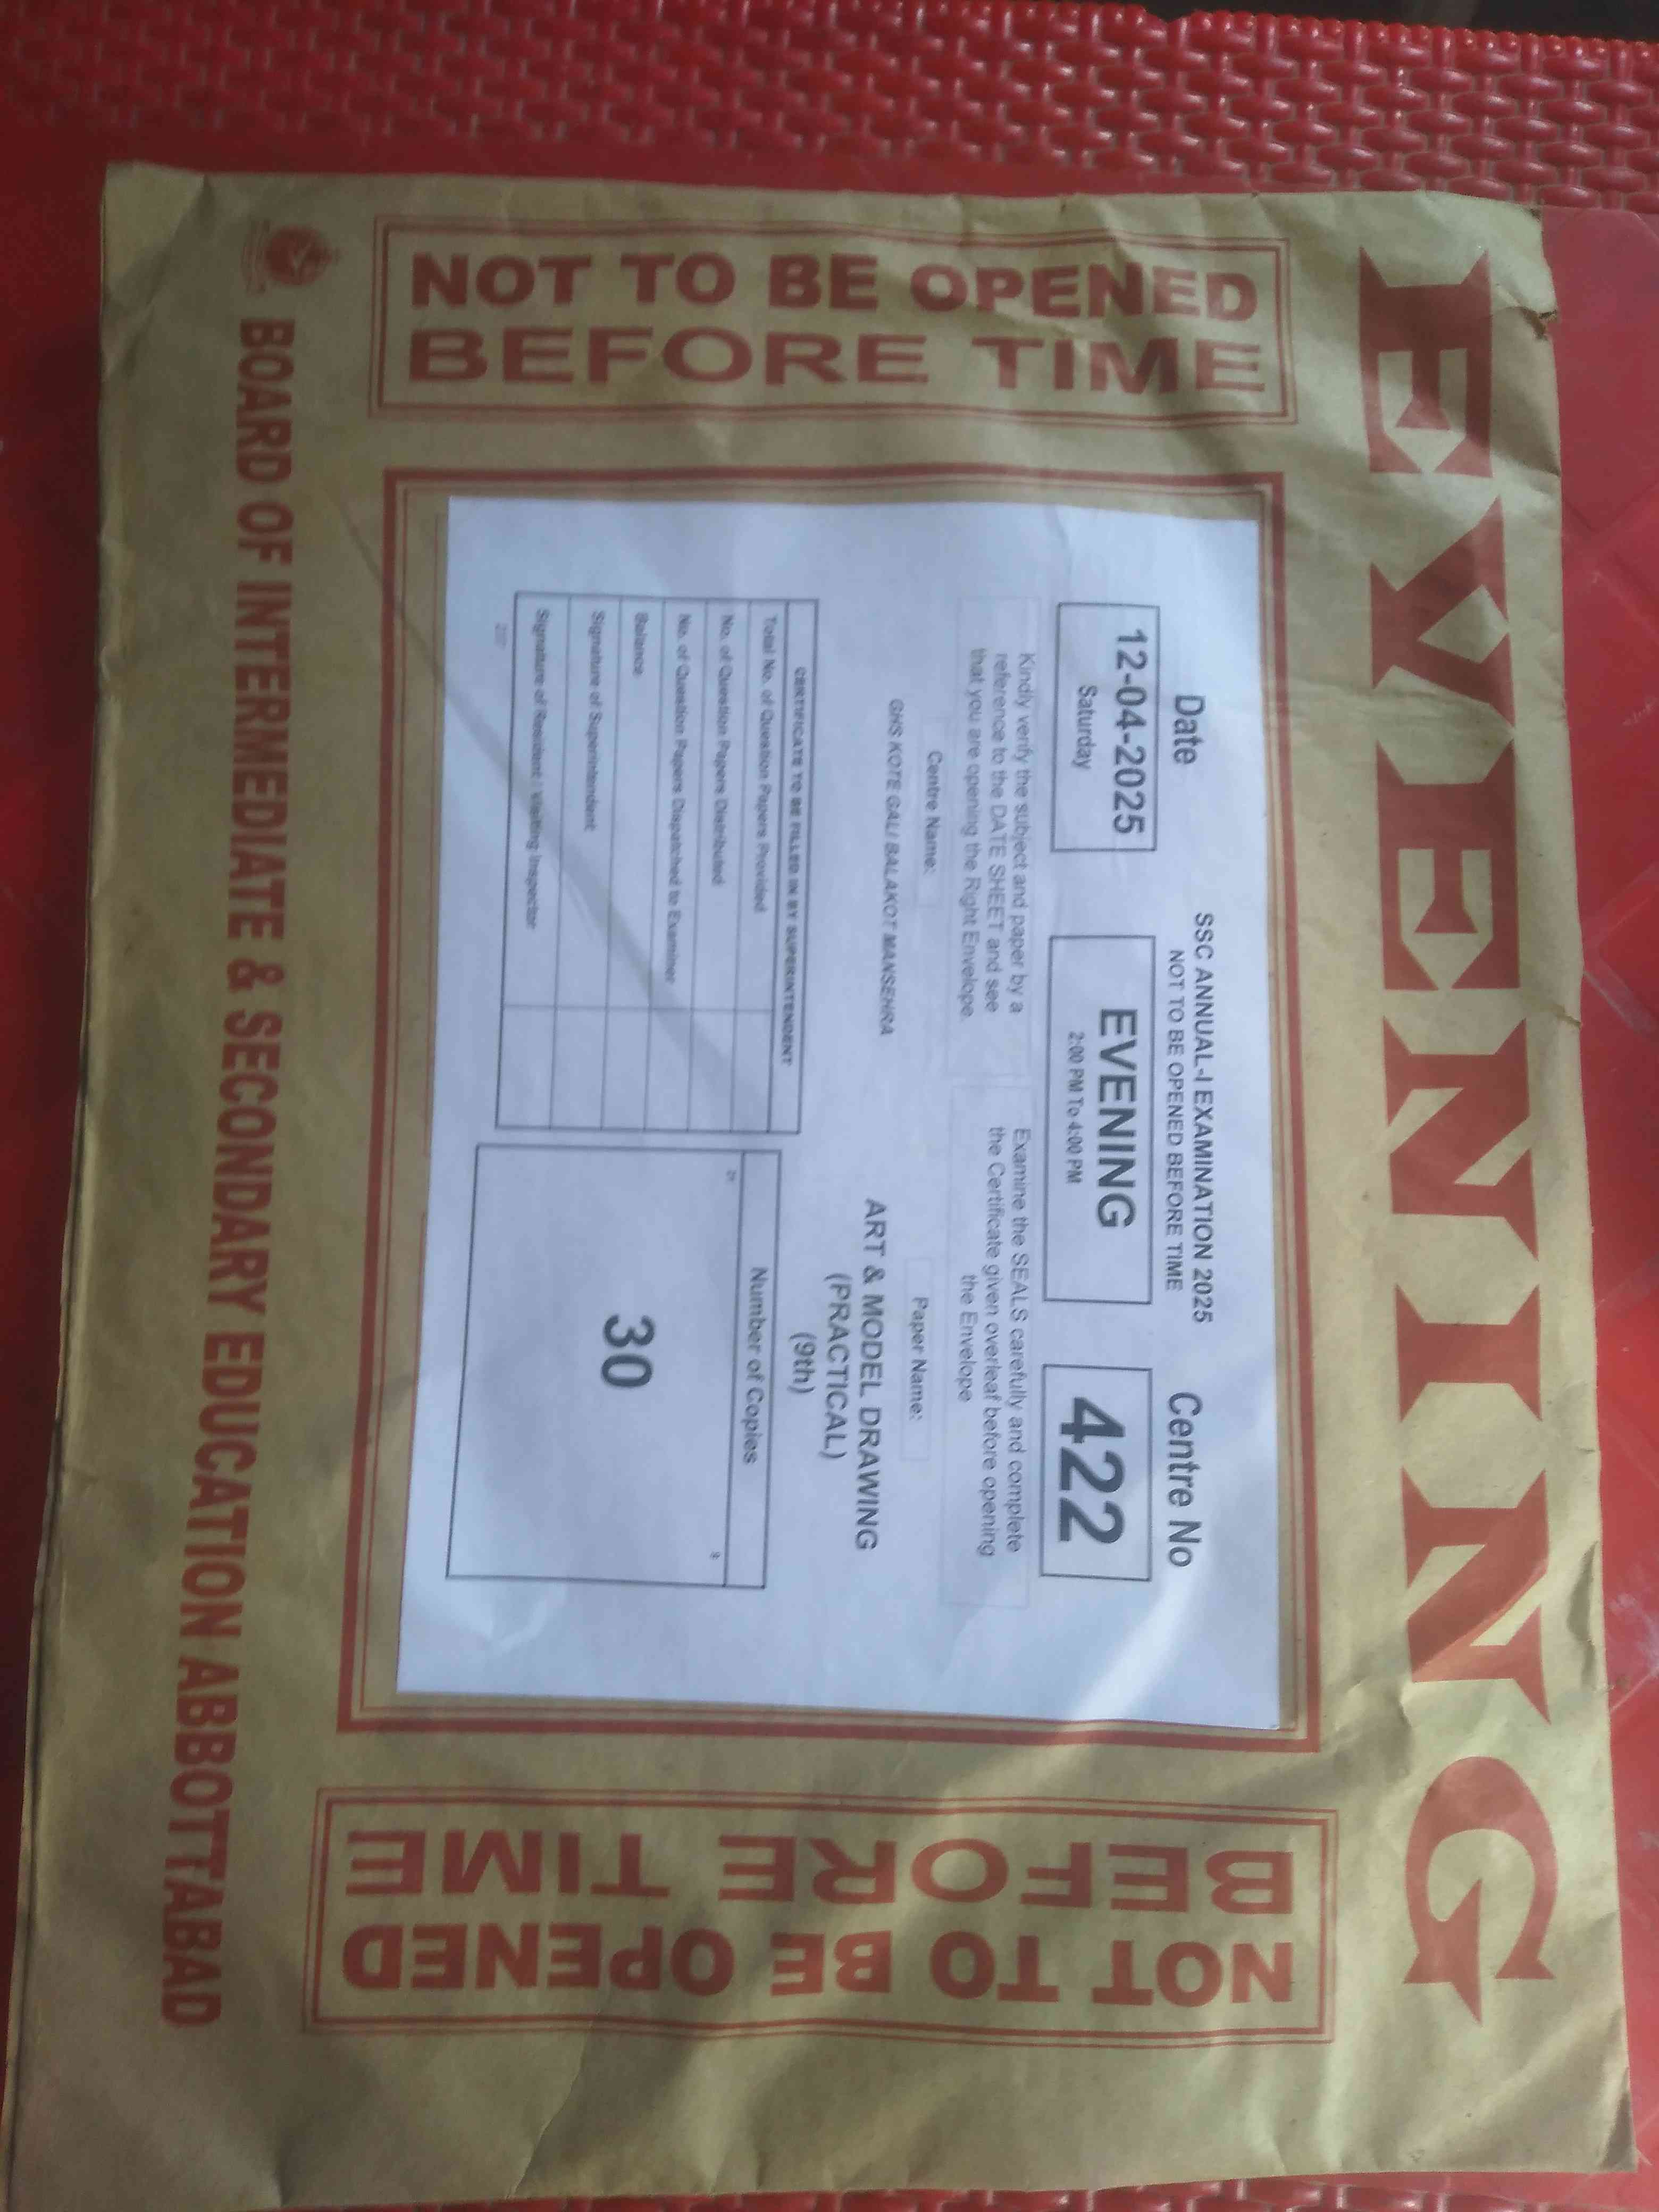 EVENING
NOT TO BE OPENED
BEFORE TIME
Date
SSC ANNUAL-I EXAMINATION 2025
NOT TO BE OPENED BEFORE TIME
Centre No
12-04-2025
Saturday
EVENING
2:00 PM To 4:00 PM
422
Kindly verify the subject and paper by a
reference to the DATE SHEET and see
that you are opening the Right Envelope.
Examine the SEALS carefully and complete
the Certificate given overleaf before opening
the Envelope
Centre Name:
GHS KOTE GALI BALAKOT MANSEHRA
Paper Name:
ART & MODEL DRAWING
(PRACTICAL)
(9th)
CERTIFICATE TO BE FILLED IN BY SUPERINTENDENT
Total No. of Question Papers Provided
No. of Question Papers Distributed
No. of Question Papers Dispatched to Examiner
Balance
Signature of Superintendent
Signature of Resident / Visiting Inspector
Number of Copies
30
NOT TO BE OPENED
BEFORE TIME
BOARD OF INTERMEDIATE & SECONDARY EDUCATION ABBOTTABAD